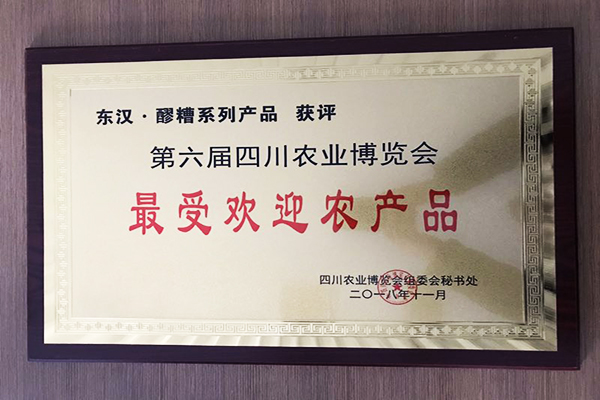 东汉·醪糟系列产品 获评
第六届四川农业博览会
最受欢迎农产品
四川农业博览会组委会秘书处
二〇一八年十一月